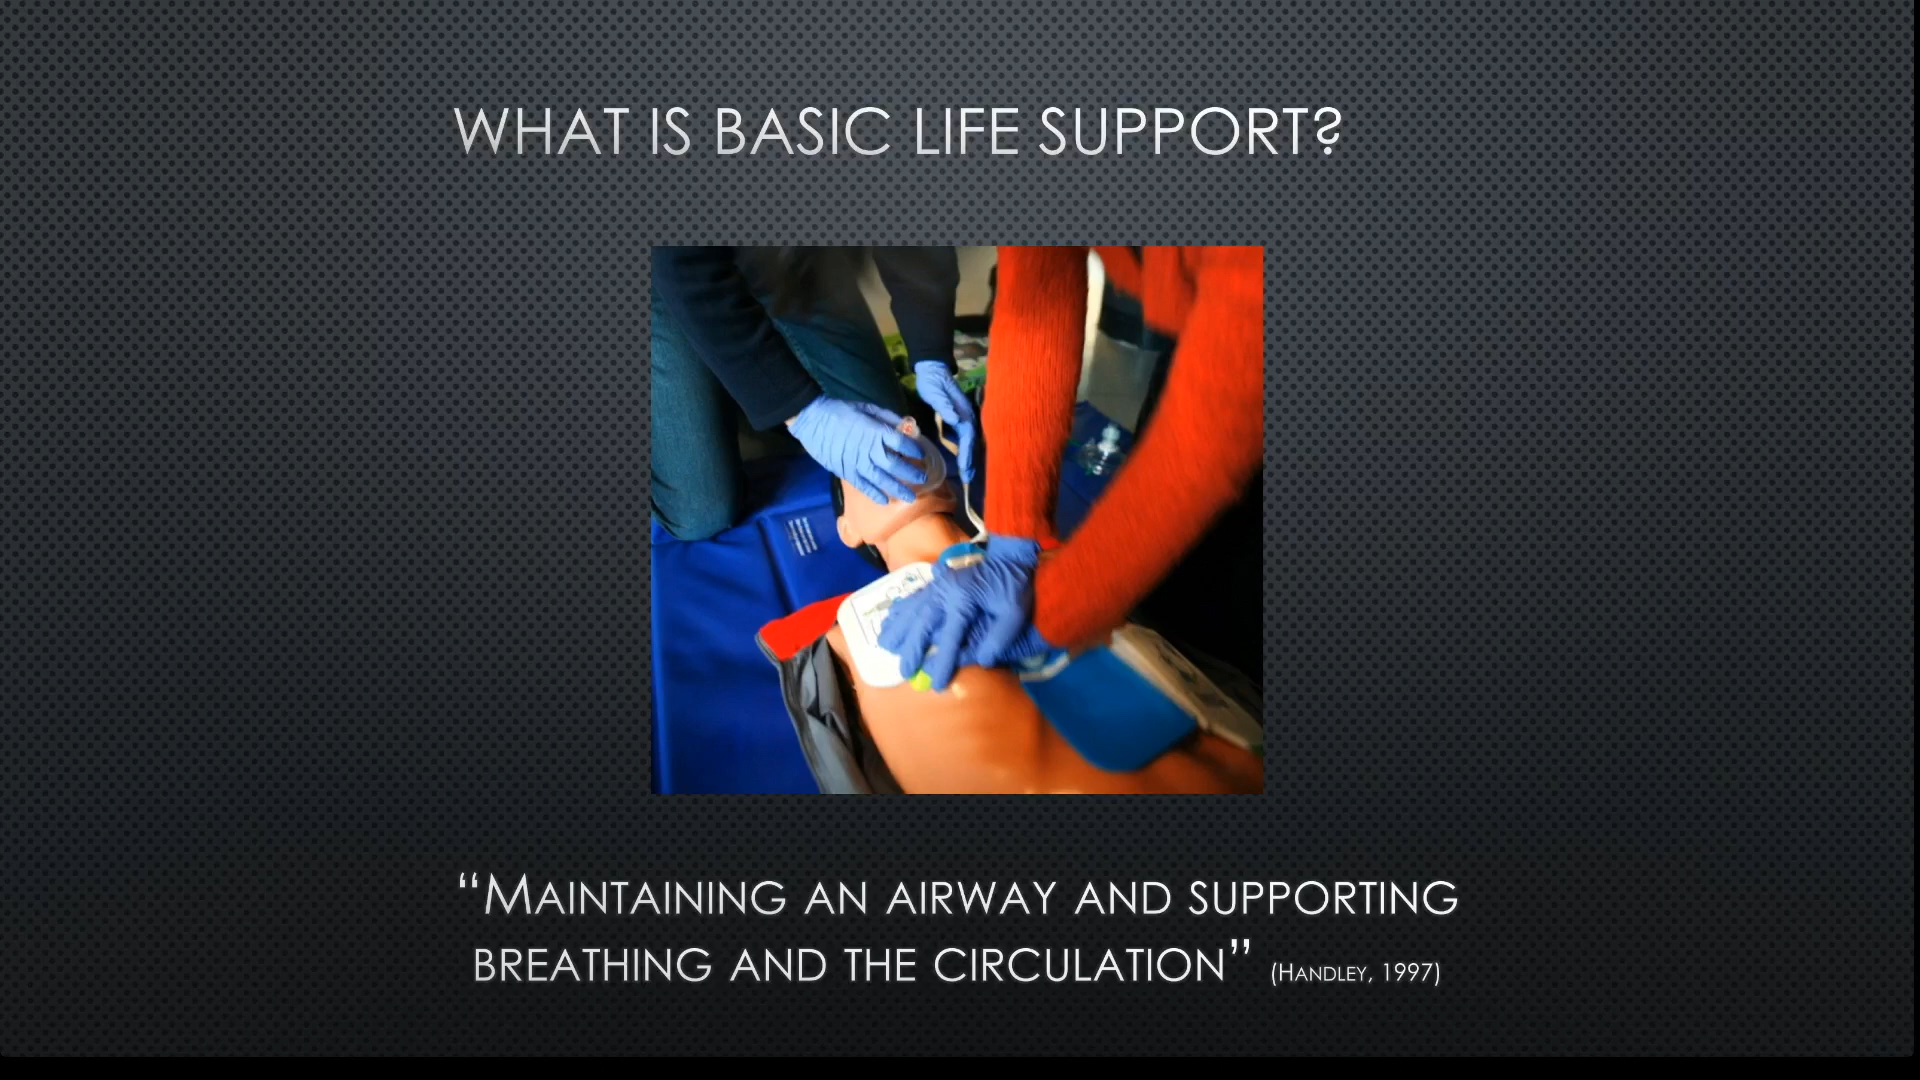 WHAT IS BASIC LIFE SUPPORT?
“MAINTAINING AN AIRWAY AND SUPPORTING
BREATHING AND THE CIRCULATION” (HANDLEY, 1997)